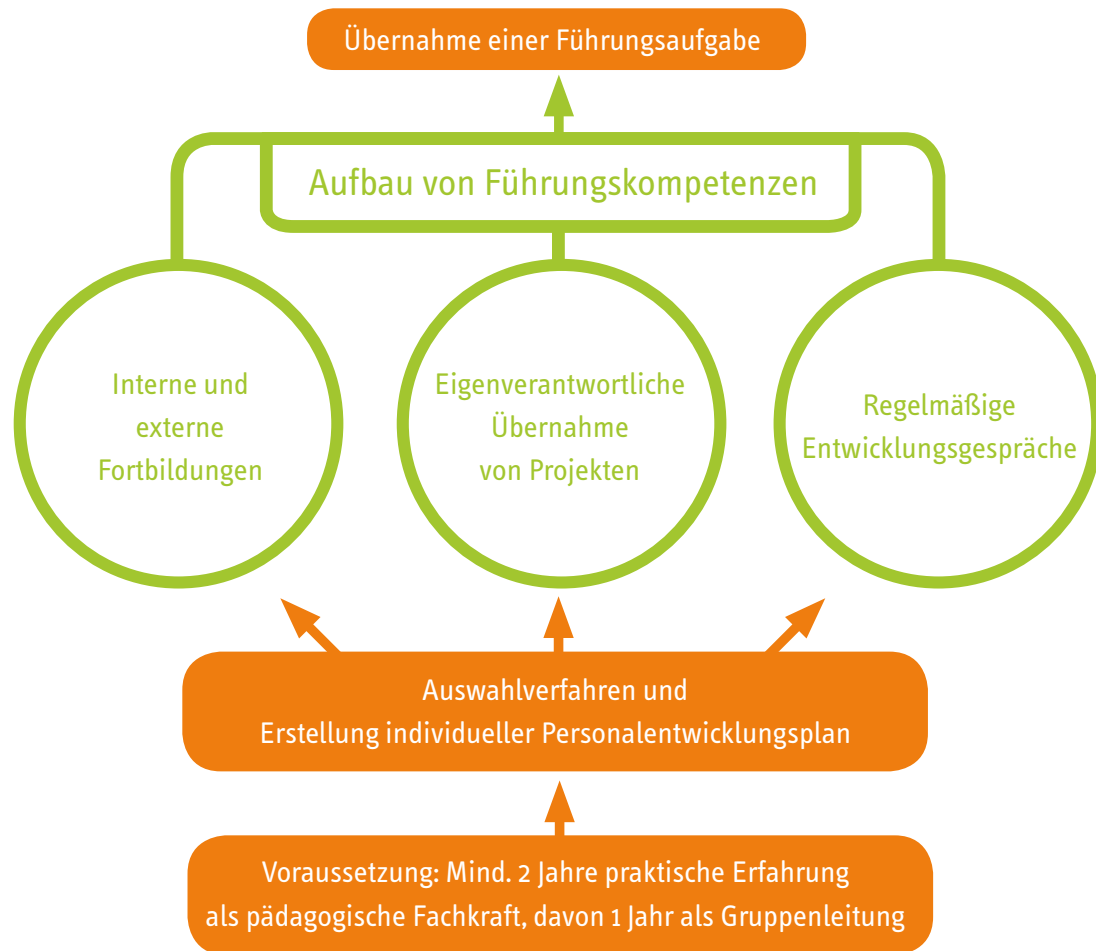 Übernahme einer Führungsaufgabe
Aufbau von Führungskompetenzen
Interne und
externe
Fortbildungen
Eigenverantwortliche
Übernahme
von Projekten
Regelmäßige
Entwicklungsgespräche
Auswahlverfahren und
Erstellung individueller Personalentwicklungsplan
Voraussetzung: Mind. 2 Jahre praktische Erfahrung
als pädagogische Fachkraft, davon 1 Jahr als Gruppenleitung